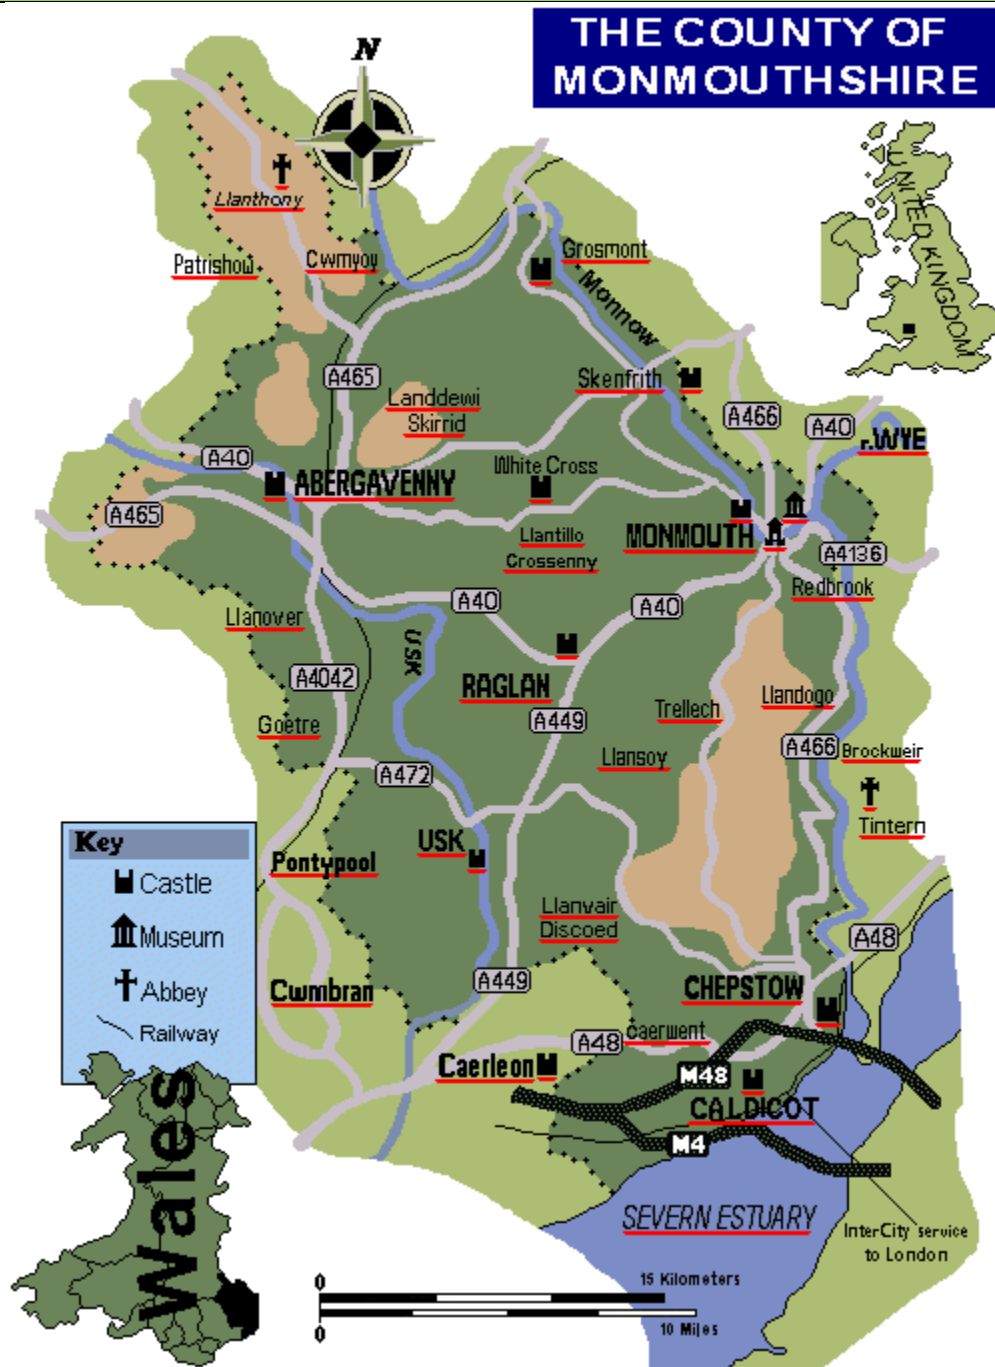 THE COUNTY OF
MONMOUTHSHIRE
N
UNITED KINGDOM
Llanthony
Patrishow
Cwmyoy
Grosmont
Monnow
A465
Landdewi
Skirrid
Skenfrith
A466
A40
r.WYE
A40
ABERGAVENNY
White Cross
A465
Llantillo
Crossenny
MONMOUTH
A4136
Redbrook
Llanover
A40
A40
USK
A4042
RAGLAN
Trellech
Llandogo
Goetre
A449
Llansoy
A466
Brockweir
A472
Tintern
USK
Key
Castle
Museum
Abbey
Railway
Pontypool
Llanvair
Discoed
A48
Cwmbran
A449
CHEPSTOW
A48
caerwent
Caerleon
M48
CALDICOT
M4
Wales
SEVERN ESTUARY
InterCity service
to London
0
15 Kilometers
0
10 Miles